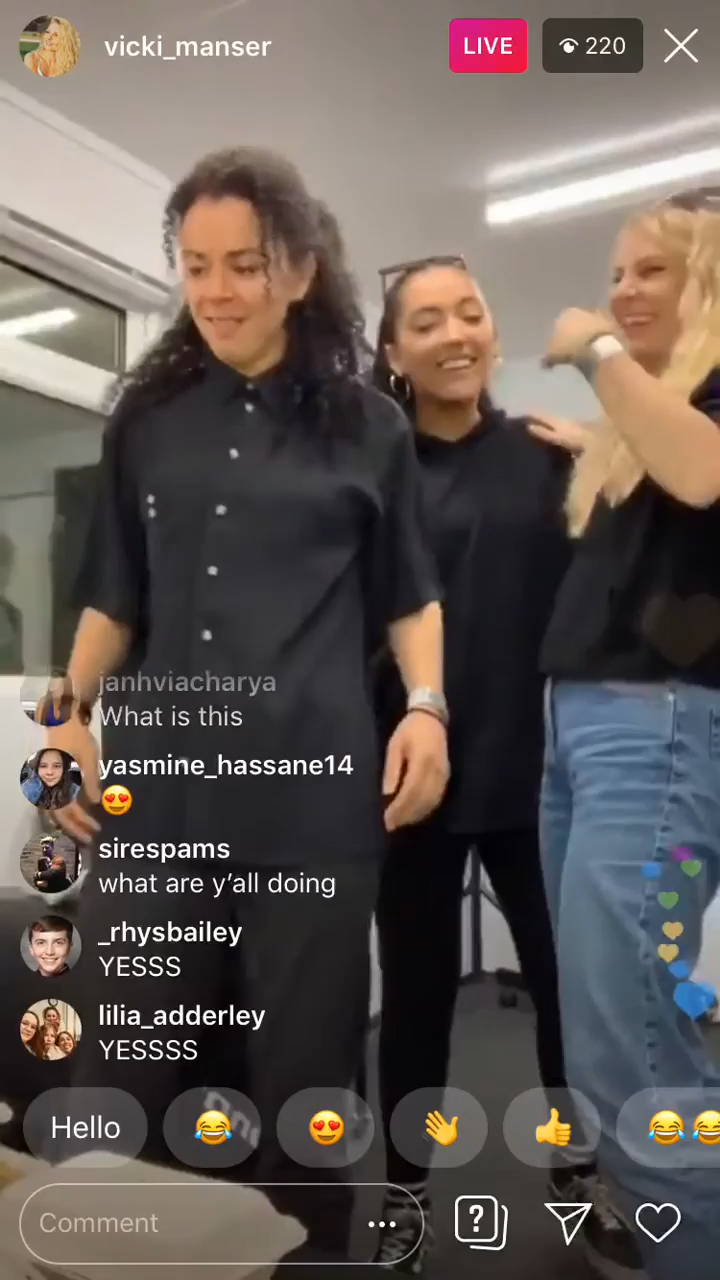 vicki_manser
LIVE
220
janhviacharya
What is this
yasmine_hassane14
😍
sirespams
what are y’all doing
_rhysbailey
YESSS
lilia_adderley
YESSSS
Hello 😂 😍 👋 👍 😂😂
Comment
?